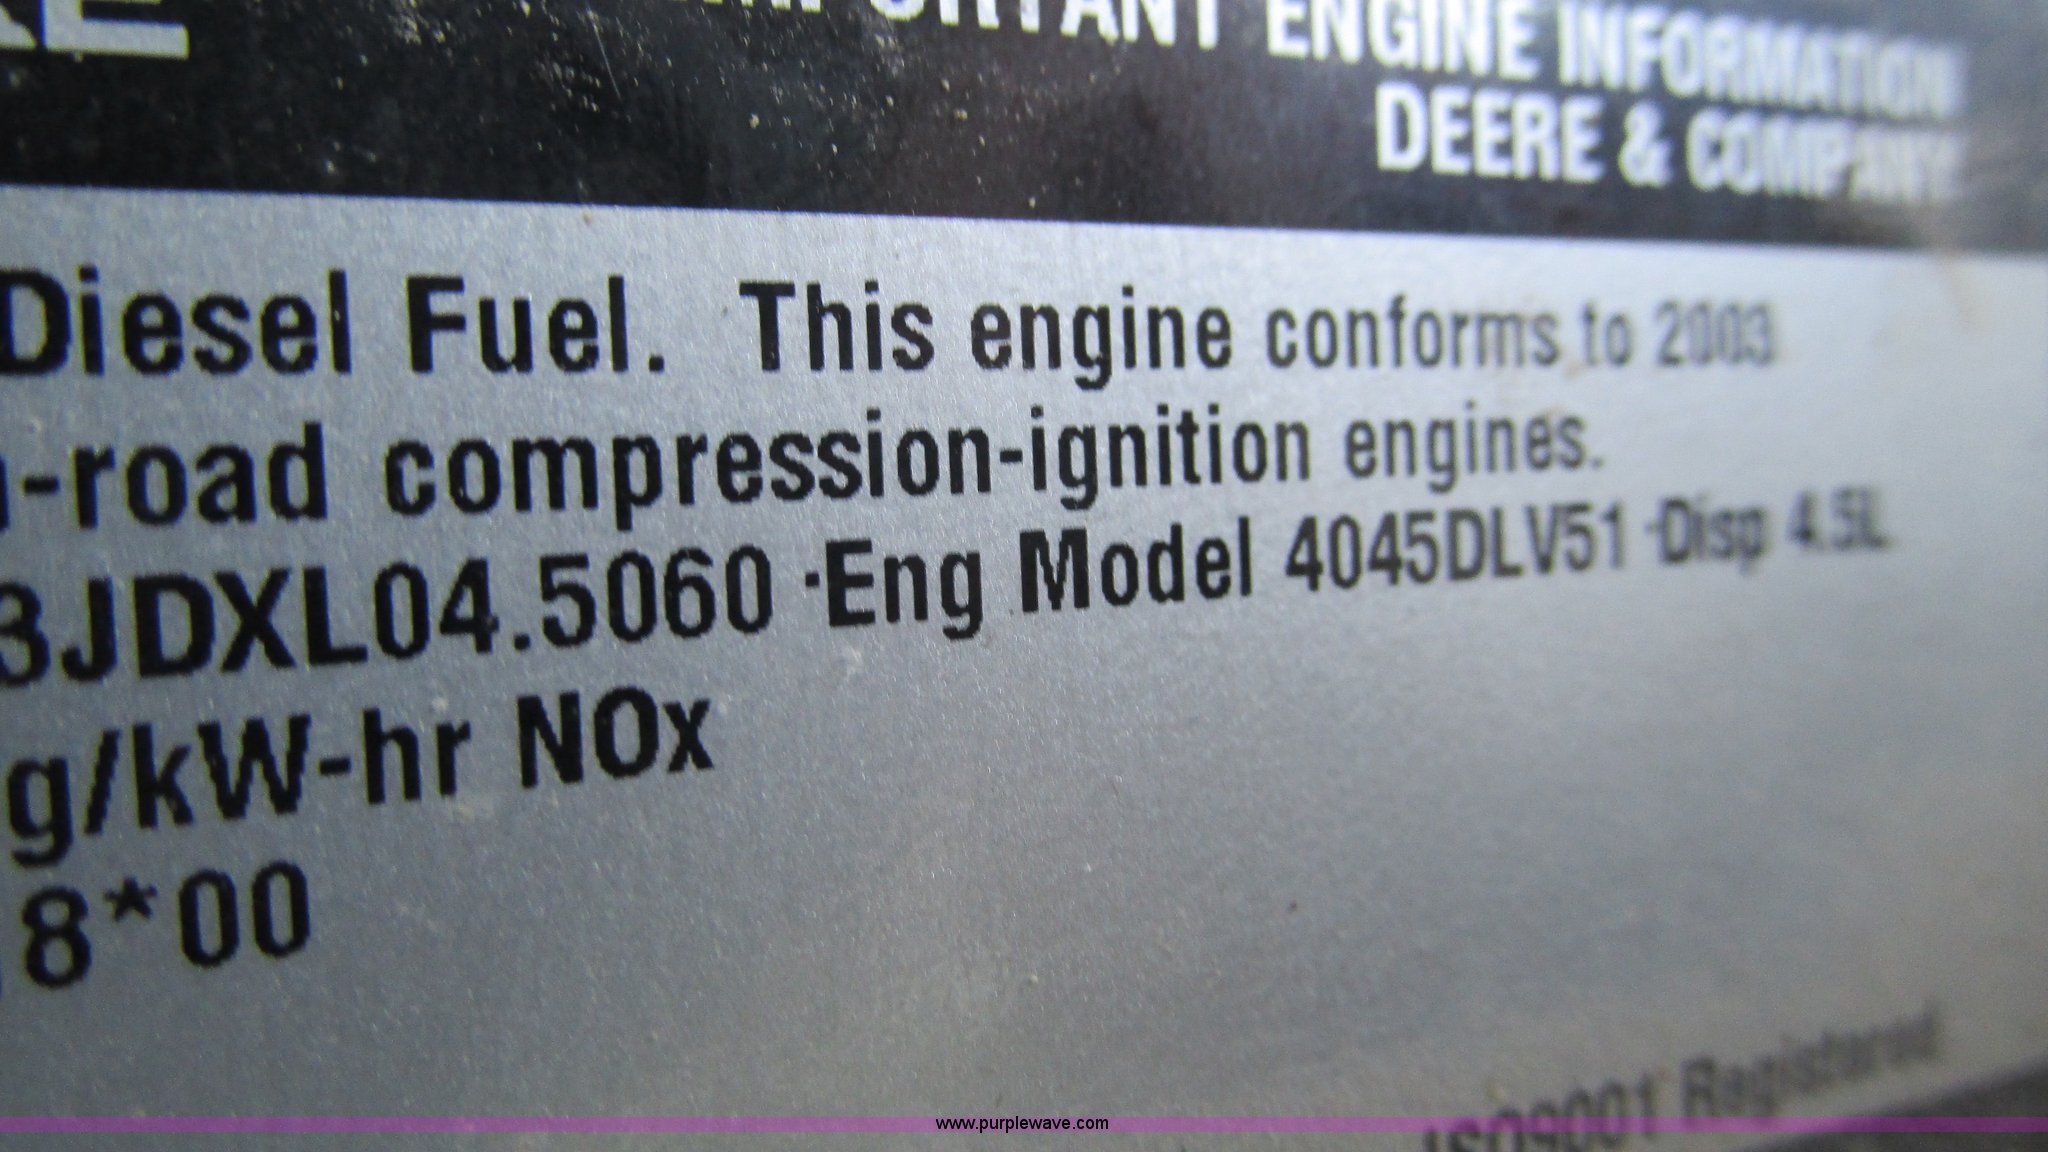 IMPORTANT ENGINE INFORMATION
DEERE & COMPANY
Diesel Fuel. This engine conforms to 2003
-road compression-ignition engines.
3JDXL04.5060 ·Eng Model 4045DLV51 ·Disp 4.5L
g/kW-hr NOx
8*00
ISO9001 Registered
www.purplewave.com